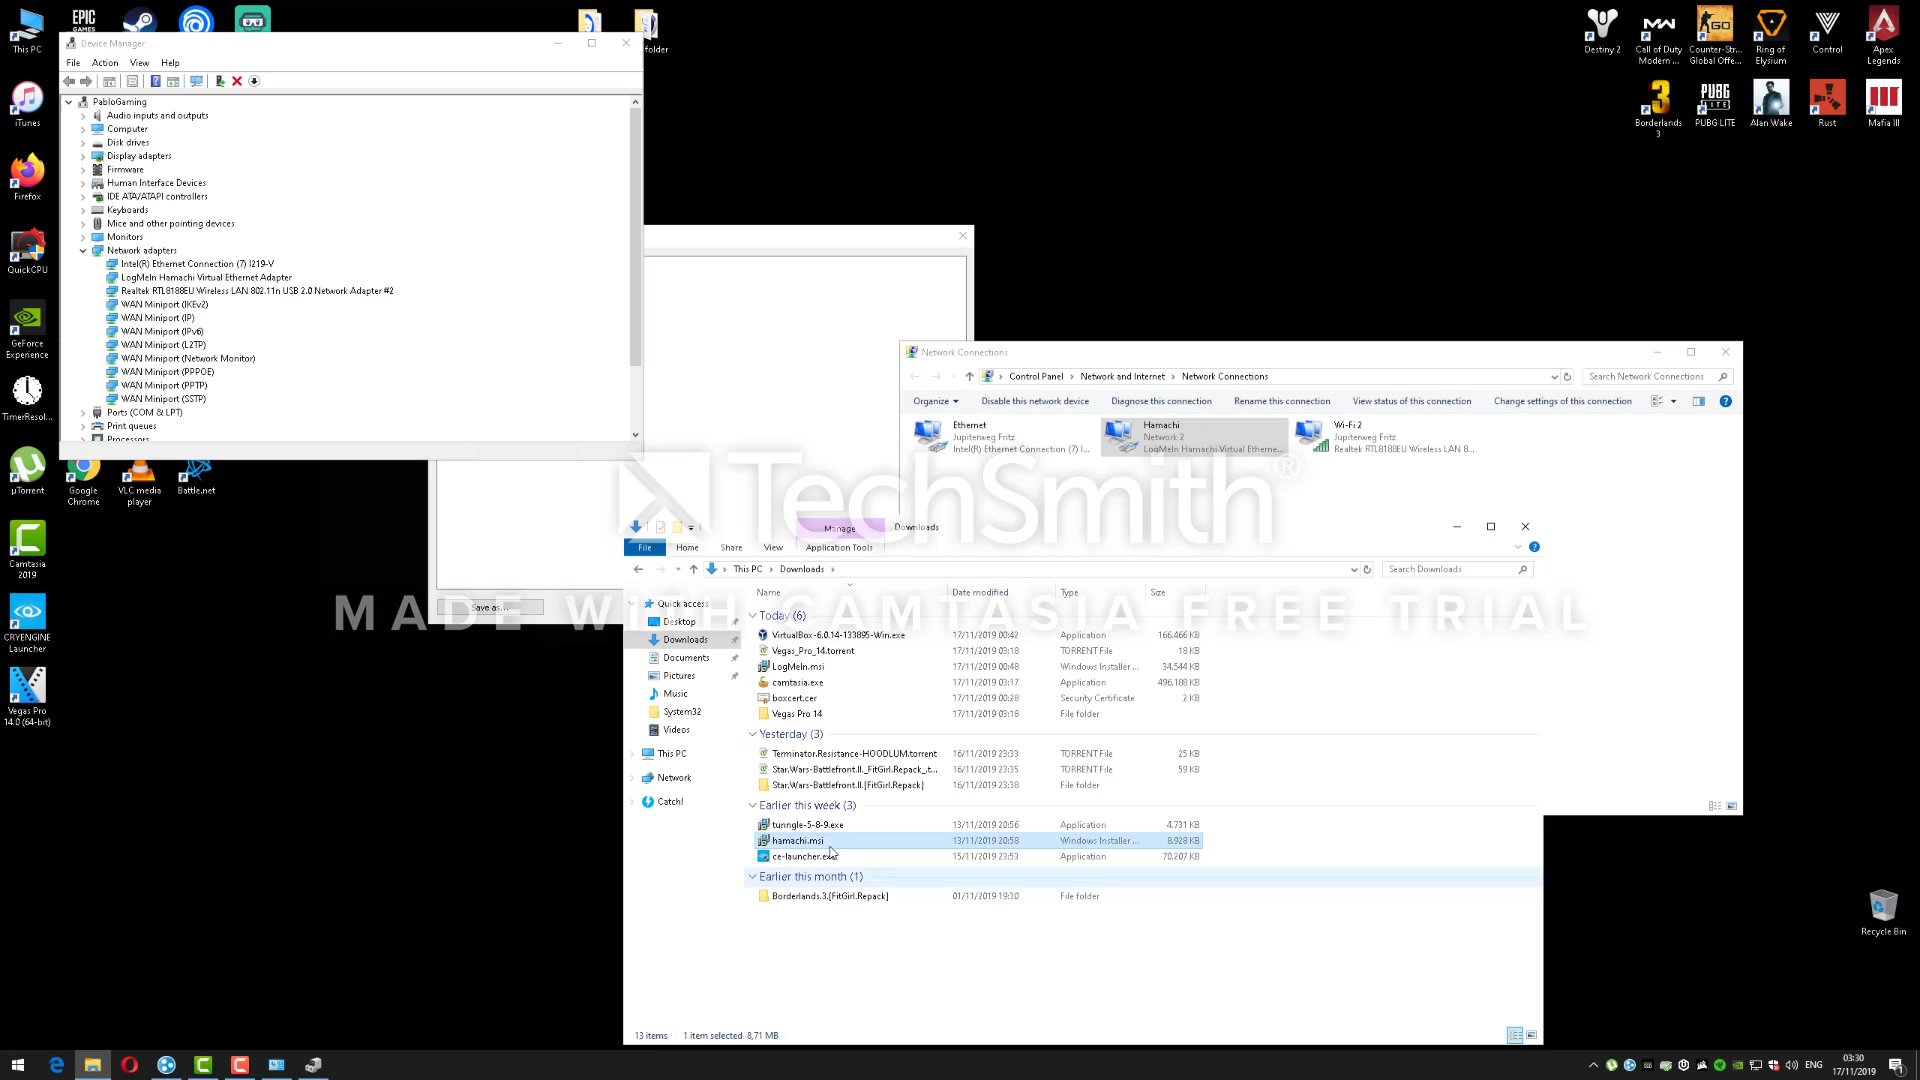 This PC
EPIC
GAMES
folder
Destiny 2
Call of Duty
Modern ...
Counter-Str...
Global Offe...
Ring of
Elysium
Control
Apex
Legends
Borderlands
3
PUBG LITE
Alan Wake
Rust
Mafia III
iTunes
Firefox
QuickCPU
GeForce
Experience
TimerResol...
µTorrent
Google
Chrome
VLC media
player
Battle.net
Camtasia
2019
CRYENGINE
Launcher
Vegas Pro
14.0 (64-bit)
Recycle Bin
Device Manager
File Action View Help
PabloGaming
Audio inputs and outputs
Computer
Disk drives
Display adapters
Firmware
Human Interface Devices
IDE ATA/ATAPI controllers
Keyboards
Mice and other pointing devices
Monitors
Network adapters
Intel(R) Ethernet Connection (7) I219-V
LogMeIn Hamachi Virtual Ethernet Adapter
Realtek RTL8188EU Wireless LAN 802.11n USB 2.0 Network Adapter #2
WAN Miniport (IKEv2)
WAN Miniport (IP)
WAN Miniport (IPv6)
WAN Miniport (L2TP)
WAN Miniport (Network Monitor)
WAN Miniport (PPPOE)
WAN Miniport (PPTP)
WAN Miniport (SSTP)
Ports (COM & LPT)
Print queues
Processors
Save as...
Network Connections
Control Panel > Network and Internet > Network Connections
Search Network Connections
Organize Disable this network device Diagnose this connection Rename this connection View status of this connection Change settings of this connection
Ethernet
Jupiterweg Fritz
Intel(R) Ethernet Connection (7) I...
Hamachi
Network 2
LogMeIn Hamachi Virtual Etherne...
Wi-Fi 2
Jupiterweg Fritz
Realtek RTL8188EU Wireless LAN 8...
TechSmith®
MADE WITH CAMTASIA FREE TRIAL
Manage Downloads
File Home Share View Application Tools
This PC > Downloads >
Search Downloads
Quick access
Desktop
Downloads
Documents
Pictures
Music
System32
Videos
This PC
Network
Catch!
Name Date modified Type Size
Today (6)
VirtualBox-6.0.14-133895-Win.exe 17/11/2019 00:42 Application 166.466 KB
Vegas_Pro_14.torrent 17/11/2019 03:18 TORRENT File 18 KB
LogMeIn.msi 17/11/2019 00:48 Windows Installer ... 34.544 KB
camtasia.exe 17/11/2019 03:17 Application 496.188 KB
boxcert.cer 17/11/2019 00:28 Security Certificate 2 KB
Vegas Pro 14 17/11/2019 03:18 File folder
Yesterday (3)
Terminator.Resistance-HOODLUM.torrent 16/11/2019 23:33 TORRENT File 25 KB
Star.Wars-Battlefront.II._FitGirl.Repack_.t... 16/11/2019 23:35 TORRENT File 59 KB
Star.Wars-Battlefront.II.[FitGirl.Repack] 16/11/2019 23:38 File folder
Earlier this week (3)
tunngle-5-8-9.exe 13/11/2019 20:56 Application 4.731 KB
hamachi.msi 13/11/2019 20:58 Windows Installer ... 8.928 KB
ce-launcher.exe 15/11/2019 23:53 Application 70.207 KB
Earlier this month (1)
Borderlands.3.[FitGirl.Repack] 01/11/2019 19:30 File folder
13 items 1 item selected 8,71 MB
ENG
03:30
17/11/2019